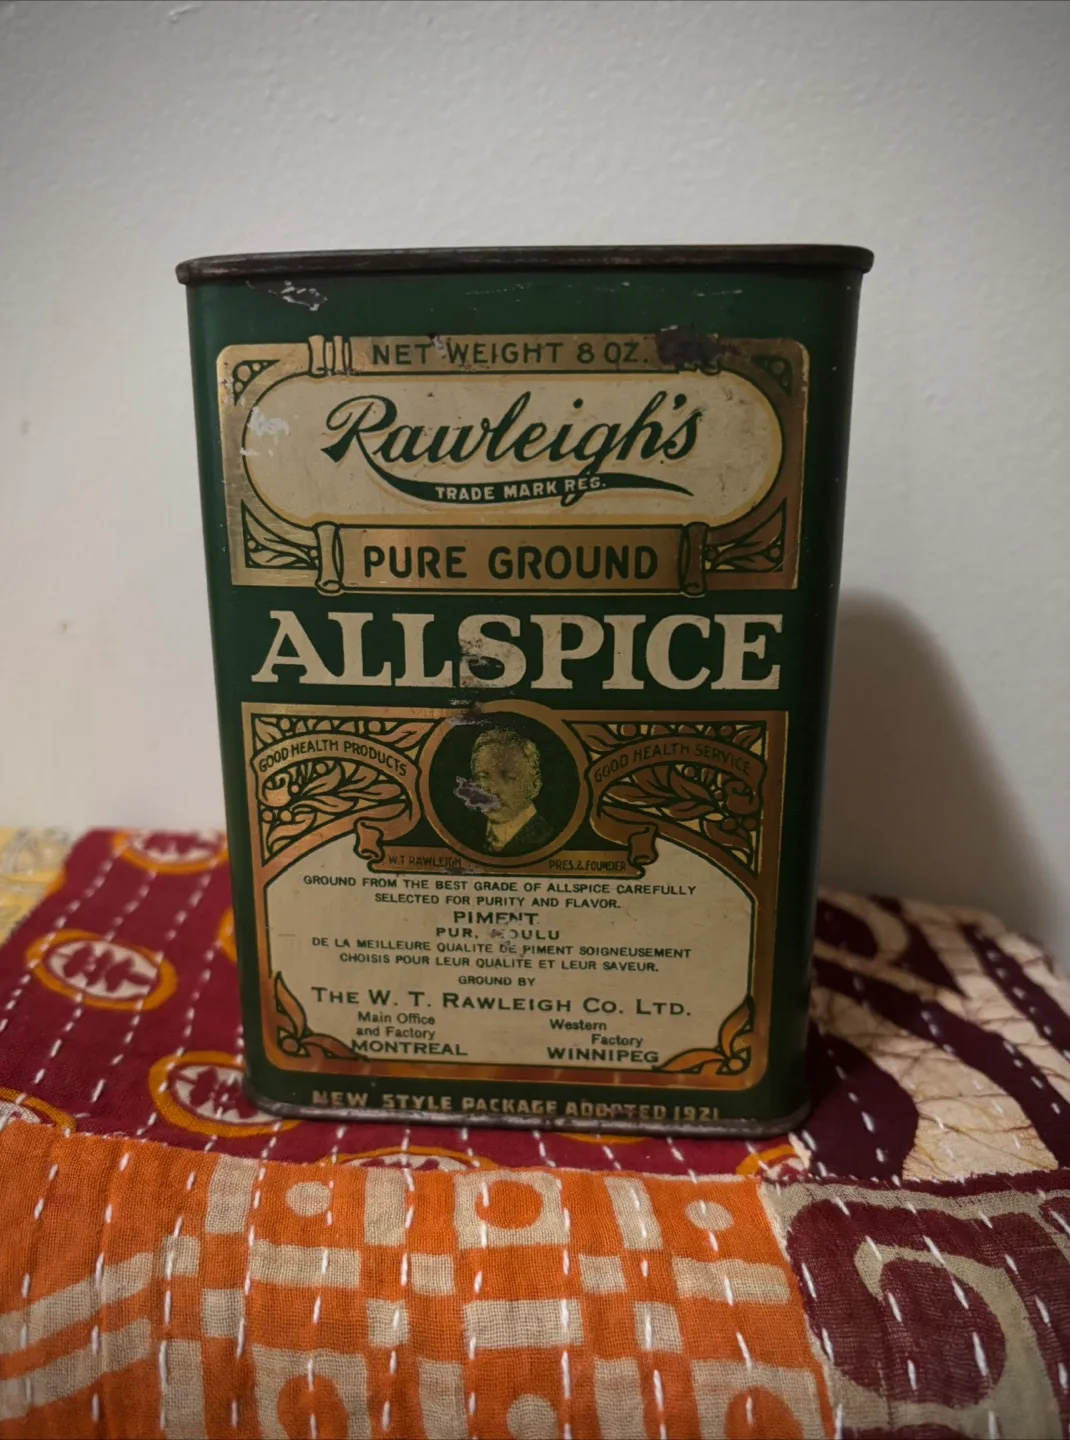 NET WEIGHT 8 OZ.
Rawleigh's
TRADE MARK REG.
PURE GROUND
ALLSPICE
GOOD HEALTH PRODUCTS
GOOD HEALTH SERVICE
W.T. RAWLEIGH
PRES. & FOUNDER
GROUND FROM THE BEST GRADE OF ALLSPICE CAREFULLY
SELECTED FOR PURITY AND FLAVOR.
PIMENT
PUR, MOULU
DE LA MEILLEURE QUALITE DE PIMENT SOIGNEUSEMENT
CHOISIS POUR LEUR QUALITE ET LEUR SAVEUR.
GROUND BY
THE W. T. RAWLEIGH CO. LTD.
Main Office
and Factory
MONTREAL
Western
Factory
WINNIPEG
NEW STYLE PACKAGE ADOPTED 1921